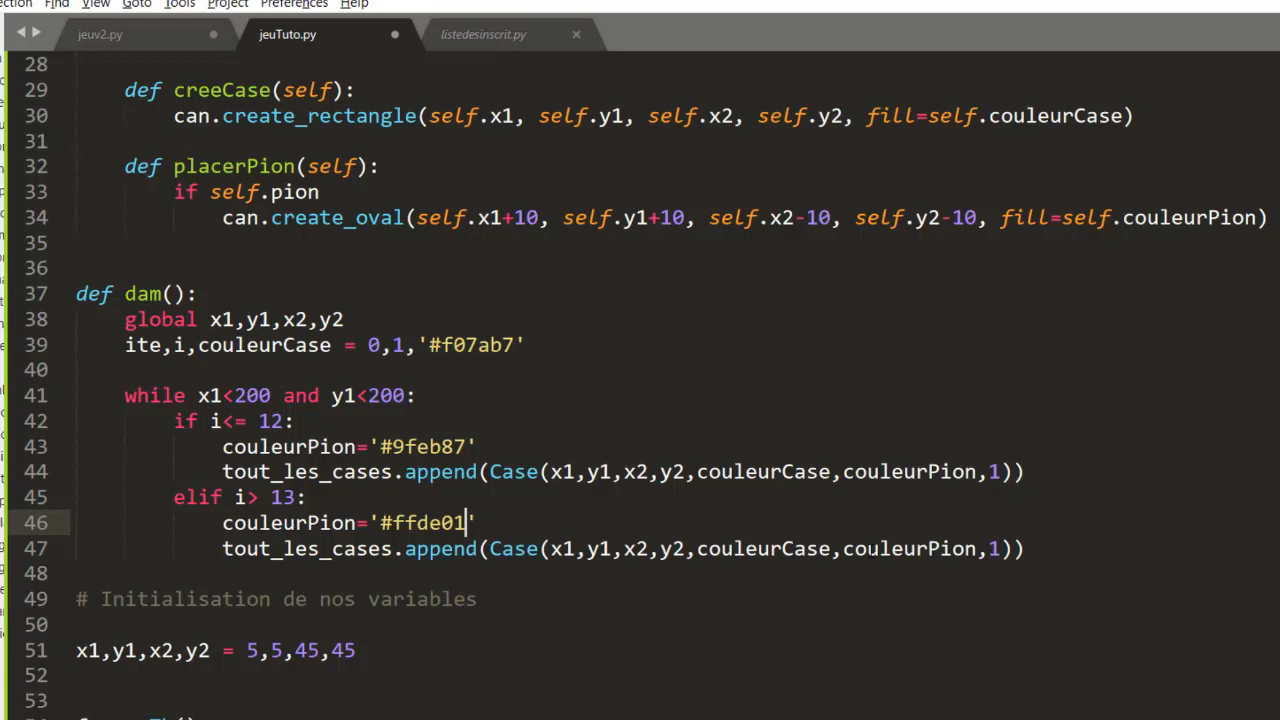 ection Find View Goto Tools Project Preferences Help
jeuv2.py jeuTuto.py listedesinscrit.py
28
29 def creeCase(self):
30 can.create_rectangle(self.x1, self.y1, self.x2, self.y2, fill=self.couleurCase)
31
32 def placerPion(self):
33 if self.pion
34 can.create_oval(self.x1+10, self.y1+10, self.x2-10, self.y2-10, fill=self.couleurPion)
35
36
37 def dam():
38 global x1,y1,x2,y2
39 ite,i,couleurCase = 0,1,'#f07ab7'
40
41 while x1<200 and y1<200:
42 if i<= 12:
43 couleurPion='#9feb87'
44 tout_les_cases.append(Case(x1,y1,x2,y2,couleurCase,couleurPion,1))
45 elif i> 13:
46 couleurPion='#ffde01'
47 tout_les_cases.append(Case(x1,y1,x2,y2,couleurCase,couleurPion,1))
48
49 # Initialisation de nos variables
50
51 x1,y1,x2,y2 = 5,5,45,45
52
53